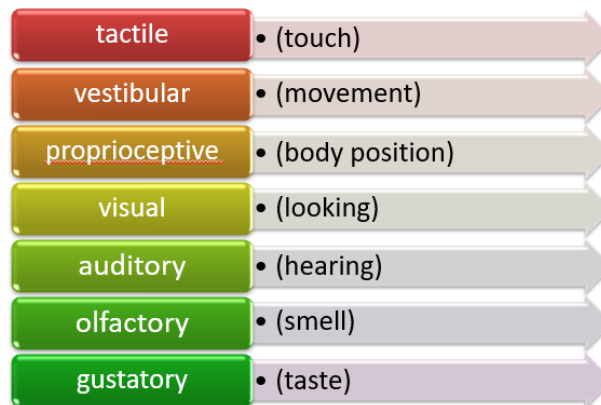 tactile • (touch)
vestibular • (movement)
proprioceptive • (body position)
visual • (looking)
auditory • (hearing)
olfactory • (smell)
gustatory • (taste)